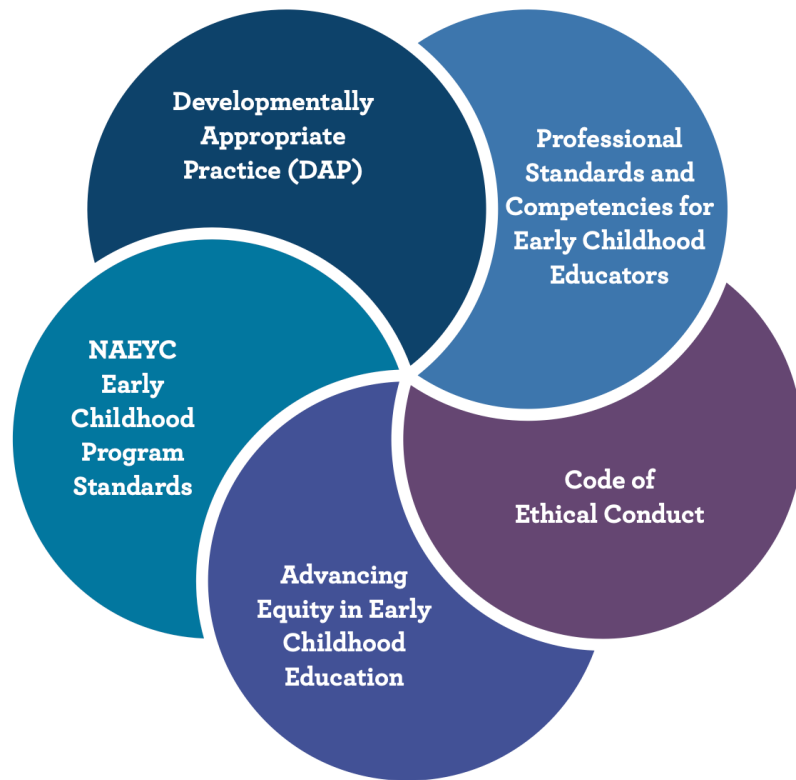 Developmentally
Appropriate
Practice (DAP)
Professional
Standards and
Competencies for
Early Childhood
Educators
Code of
Ethical Conduct
Advancing
Equity in Early
Childhood
Education
NAEYC
Early
Childhood
Program
Standards